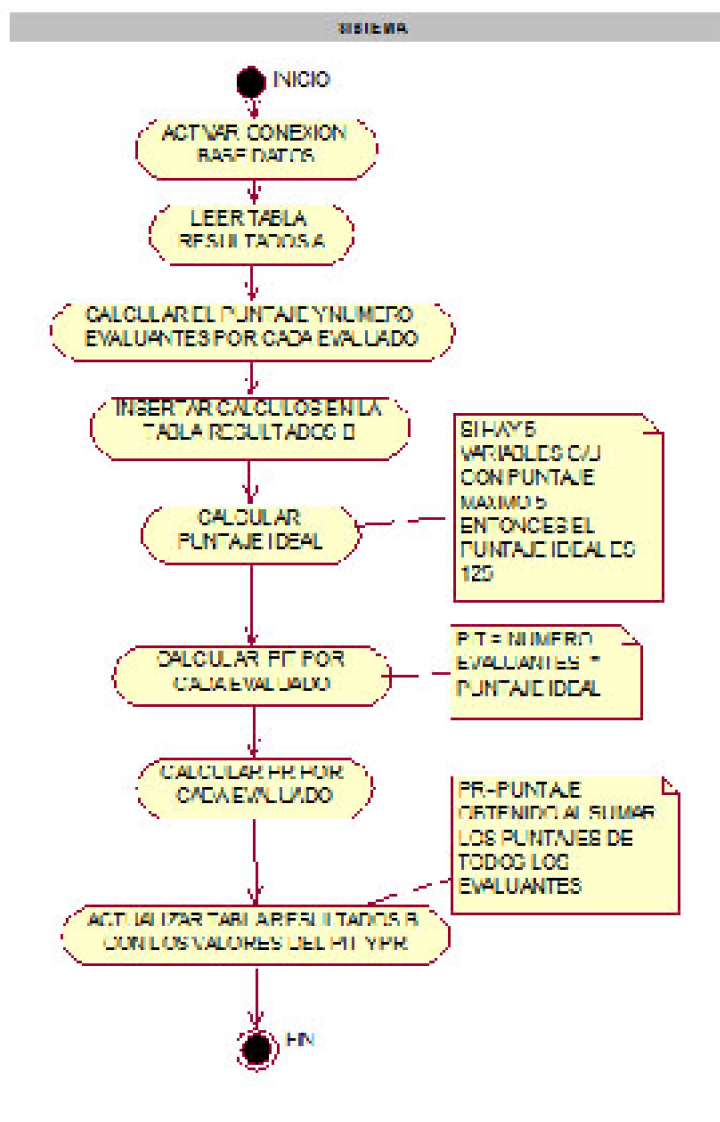 SISTEMA
INICIO
ACTIVAR CONEXION
BASE DATOS
LEER TABLA
RESULTADOS A
CALCULAR EL PUNTAJE Y NUMERO
EVALUANTES POR CADA EVALUADO
INSERTAR CALCULOS EN LA
TABLA RESULTADOS B
CALCULAR
PUNTAJE IDEAL
SI HAY 5
VARIABLES C/U
CON PUNTAJE
MAXIMO 5
ENTONCES EL
PUNTAJE IDEAL ES
125
CALCULAR PIT POR
CADA EVALUADO
PIT = NUMERO
EVALUANTES *
PUNTAJE IDEAL
CALCULAR PR POR
CADA EVALUADO
PR=PUNTAJE
OBTENIDO AL SUMAR
LOS PUNTAJES DE
TODOS LOS
EVALUANTES
ACTUALIZAR TABLA RESULTADOS B
CON LOS VALORES DEL PIT Y PR
FIN